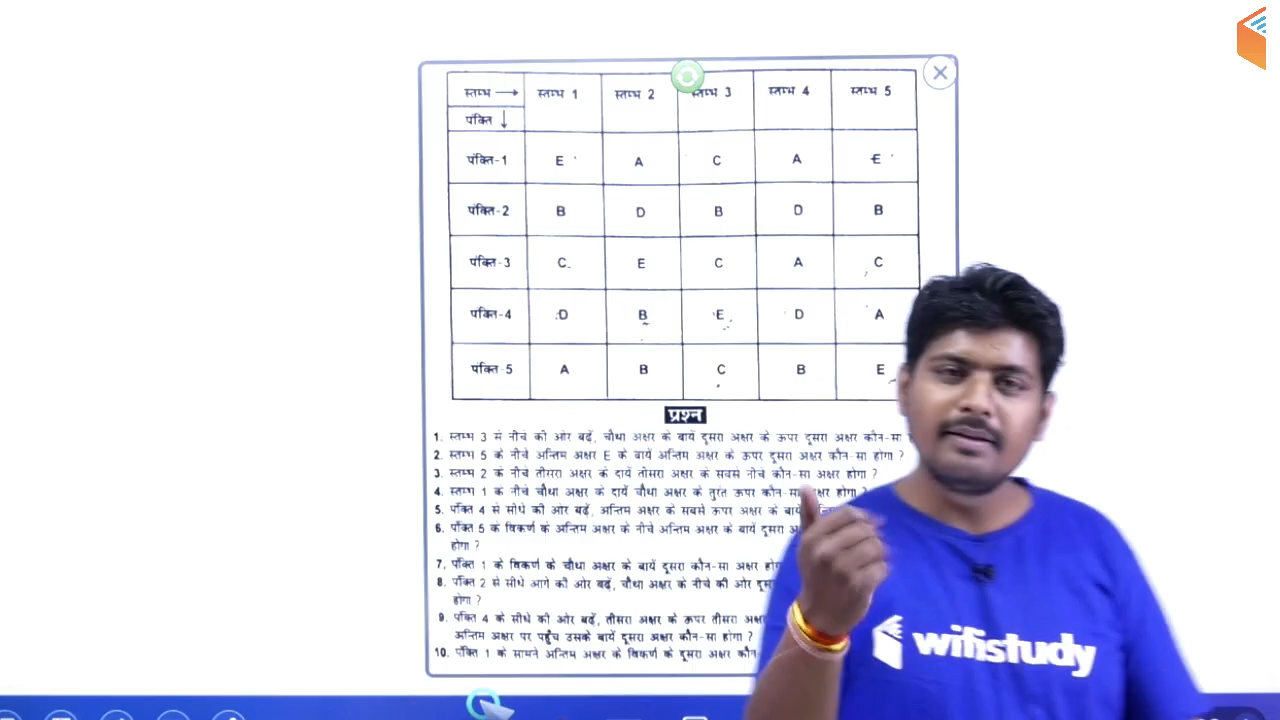 स्तम्भ → स्तम्भ 1 स्तम्भ 2 स्तम्भ 3 स्तम्भ 4 स्तम्भ 5
पंक्ति ↓
पंक्ति-1 E A C A E
पंक्ति-2 B D B D B
पंक्ति-3 C E C A C
पंक्ति-4 D B E D A
पंक्ति-5 A B C B E
प्रश्न
1. स्तम्भ 3 से नीचे की ओर बढ़ें, चौथा अक्षर के बायें दूसरा अक्षर के ऊपर दूसरा अक्षर कौन-सा
2. स्तम्भ 5 के नीचे अन्तिम अक्षर E के बायें अन्तिम अक्षर के ऊपर दूसरा अक्षर कौन-सा होगा ?
3. स्तम्भ 2 के नीचे तीसरा अक्षर के दायें तीसरा अक्षर के सबसे नीचे कौन-सा अक्षर होगा ?
4. स्तम्भ 1 के नीचे चौथा अक्षर के दायें चौथा अक्षर के तुरंत ऊपर कौन-सा होगा ?
5. पंक्ति 4 से सीधे की ओर बढ़ें, अन्तिम अक्षर के सबसे ऊपर अक्षर के
6. पंक्ति 5 के विकर्ण के अन्तिम अक्षर के नीचे अन्तिम अक्षर के बायें दूसरा
होगा ?
7. पंक्ति 1 के विकर्ण के चौथा अक्षर के बायें दूसरा कौन-सा अक्षर
8. पंक्ति 2 से सीधे आगे की ओर बढ़ें, चौथा अक्षर के नीचे की ओर
होगा ?
9. पंक्ति 4 के सीधे की ओर बढ़ें, तीसरा अक्षर के ऊपर तीसरा अक्षर
अन्तिम अक्षर पर पहुँच उसके बायें दूसरा अक्षर कौन-सा होगा ?
10. पंक्ति 1 के सामने अन्तिम अक्षर के विकर्ण के दूसरा अक्षर
wifistudy